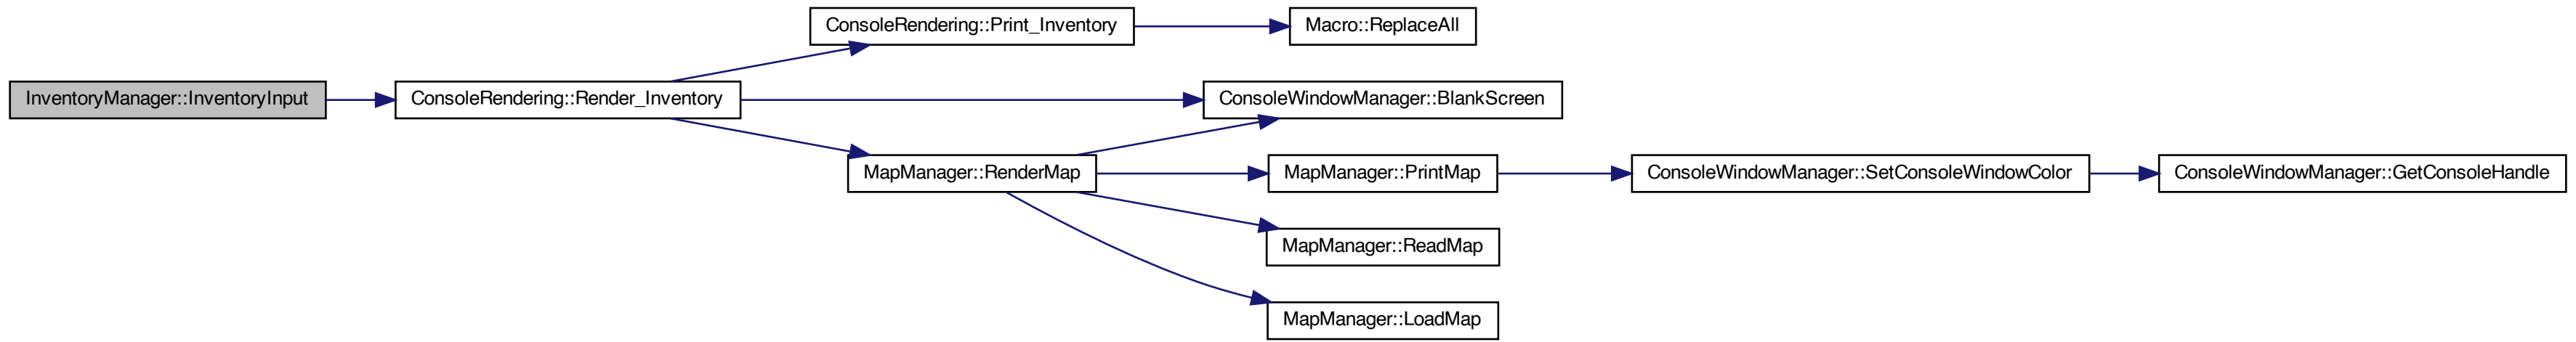 ConsoleRendering::Print_Inventory
Macro::ReplaceAll
InventoryManager::InventoryInput
ConsoleRendering::Render_Inventory
ConsoleWindowManager::BlankScreen
MapManager::RenderMap
MapManager::PrintMap
ConsoleWindowManager::SetConsoleWindowColor
ConsoleWindowManager::GetConsoleHandle
MapManager::ReadMap
MapManager::LoadMap